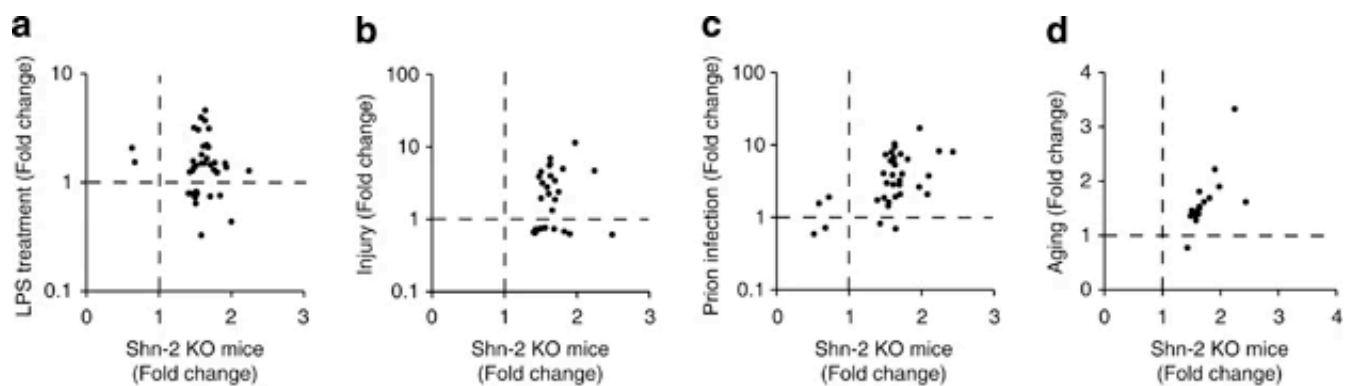 a
LPS treatment (Fold change)
10
1
0.1
0
1
2
3
Shn-2 KO mice
(Fold change)
b
Injury (Fold change)
100
10
1
0.1
0
1
2
3
Shn-2 KO mice
(Fold change)
c
Prion infection (Fold change)
100
10
1
0.1
0
1
2
3
Shn-2 KO mice
(Fold change)
d
Aging (Fold change)
4
3
2
1
0
0
1
2
3
4
Shn-2 KO mice
(Fold change)